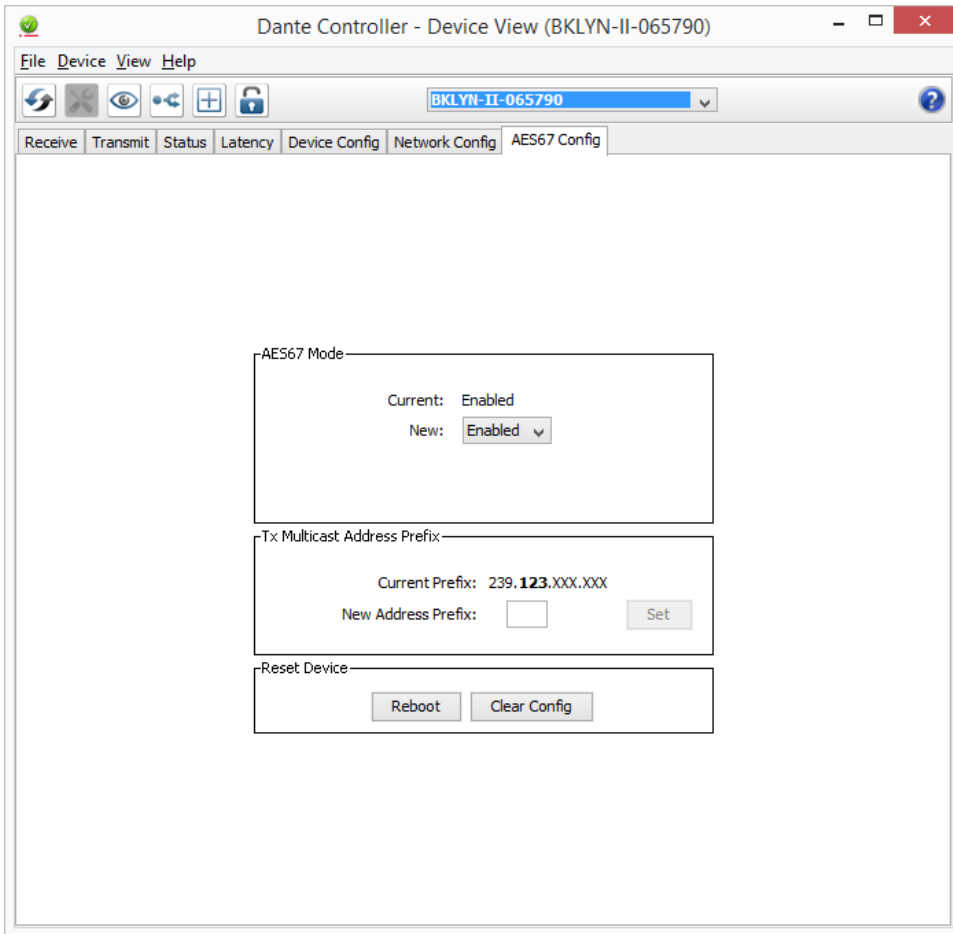 Dante Controller - Device View (BKLYN-II-065790)
File Device View Help
BKLYN-II-065790
Receive Transmit Status Latency Device Config Network Config AES67 Config
AES67 Mode
Current: Enabled
New: Enabled
Tx Multicast Address Prefix
Current Prefix: 239.123.XXX.XXX
New Address Prefix: Set
Reset Device
Reboot Clear Config